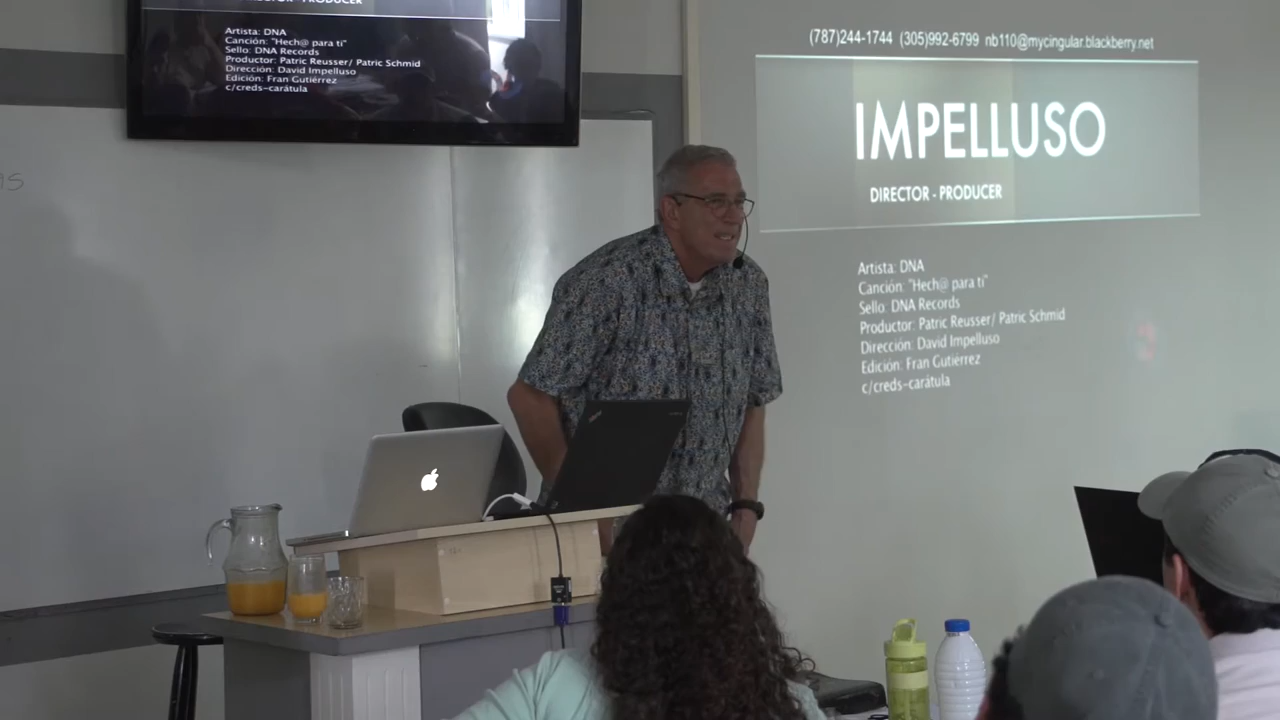 Artista: DNA
Canción: "Hech@ para ti"
Sello: DNA Records
Productor: Patric Reusser/ Patric Schmid
Dirección: David Impelluso
Edición: Fran Gutiérrez
c/creds-carátula
(787)244-1744 (305)992-6799 nb110@mycingular.blackberry.net
IMPELLUSO
DIRECTOR - PRODUCER
Artista: DNA
Canción: "Hech@ para ti"
Sello: DNA Records
Productor: Patric Reusser/ Patric Schmid
Dirección: David Impelluso
Edición: Fran Gutiérrez
c/creds-carátula